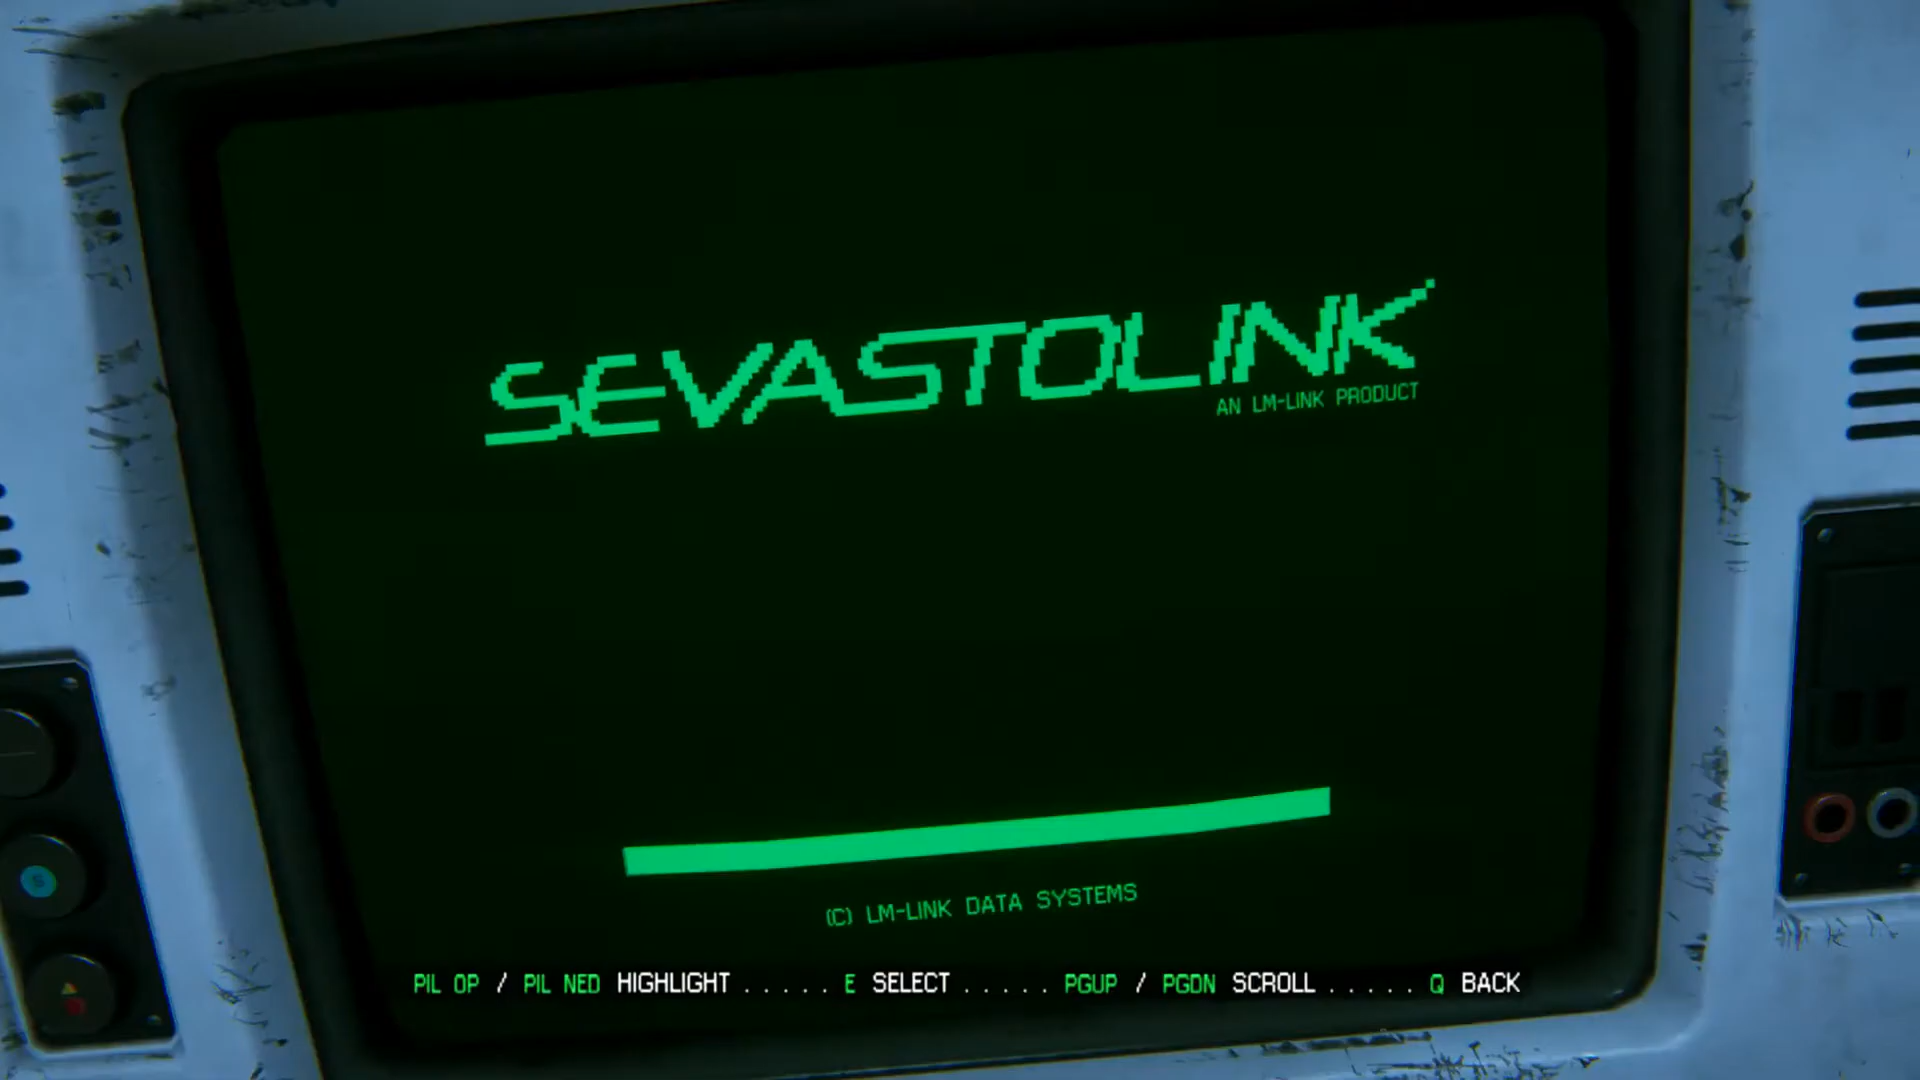 SEVASTOLINK
AN LM-LINK PRODUCT
(C) LM-LINK DATA SYSTEMS
PIL OP / PIL NED HIGHLIGHT ..... E SELECT ..... PGUP / PGDN SCROLL ..... Q BACK